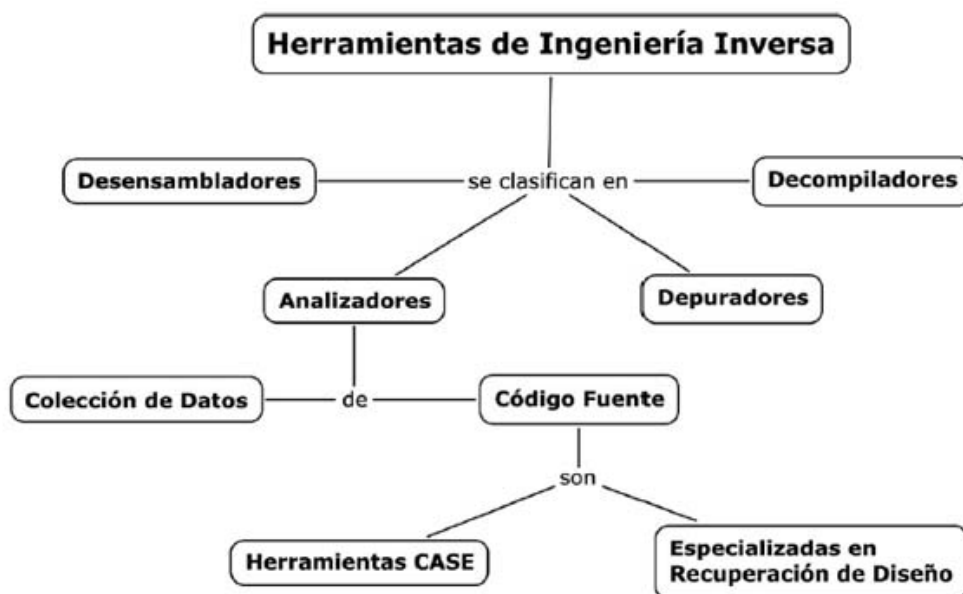 Herramientas de Ingeniería Inversa
Desensambladores
se clasifican en
Decompiladores
Analizadores
Depuradores
Colección de Datos
de
Código Fuente
son
Herramientas CASE
Especializadas en
Recuperación de Diseño